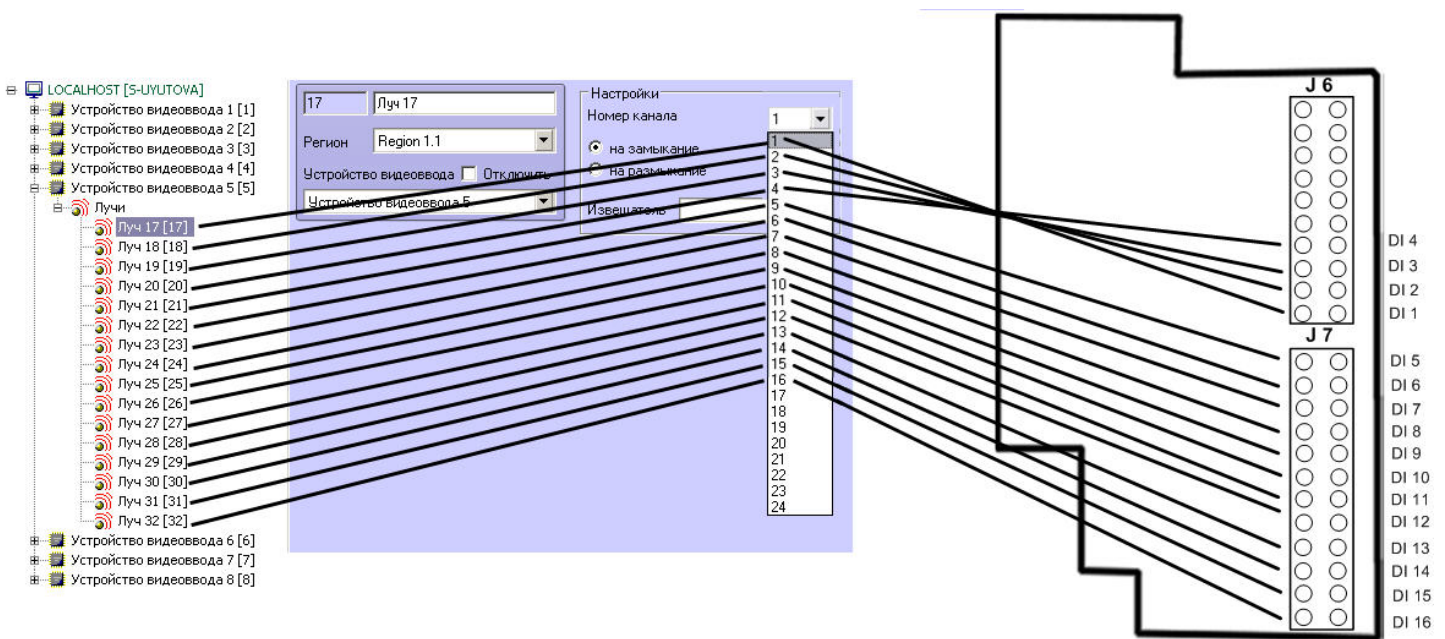 LOCALHOST [S-UYUTOVA]
Устройство видеоввода 1 [1]
Устройство видеоввода 2 [2]
Устройство видеоввода 3 [3]
Устройство видеоввода 4 [4]
Устройство видеоввода 5 [5]
Лучи
Луч 17 [17]
Луч 18 [18]
Луч 19 [19]
Луч 20 [20]
Луч 21 [21]
Луч 22 [22]
Луч 23 [23]
Луч 24 [24]
Луч 25 [25]
Луч 26 [26]
Луч 27 [27]
Луч 28 [28]
Луч 29 [29]
Луч 30 [30]
Луч 31 [31]
Луч 32 [32]
Устройство видеоввода 6 [6]
Устройство видеоввода 7 [7]
Устройство видеоввода 8 [8]
17 Луч 17
Регион Region 1.1
Устройство видеоввода Отключить
Устройство видеоввода 5
Настройки
Номер канала 1
на замыкание
на размыкание
Извещатель
1
2
3
4
5
6
7
8
9
10
11
12
13
14
15
16
17
18
19
20
21
22
23
24
J 6
DI 4
DI 3
DI 2
DI 1
J 7
DI 5
DI 6
DI 7
DI 8
DI 9
DI 10
DI 11
DI 12
DI 13
DI 14
DI 15
DI 16